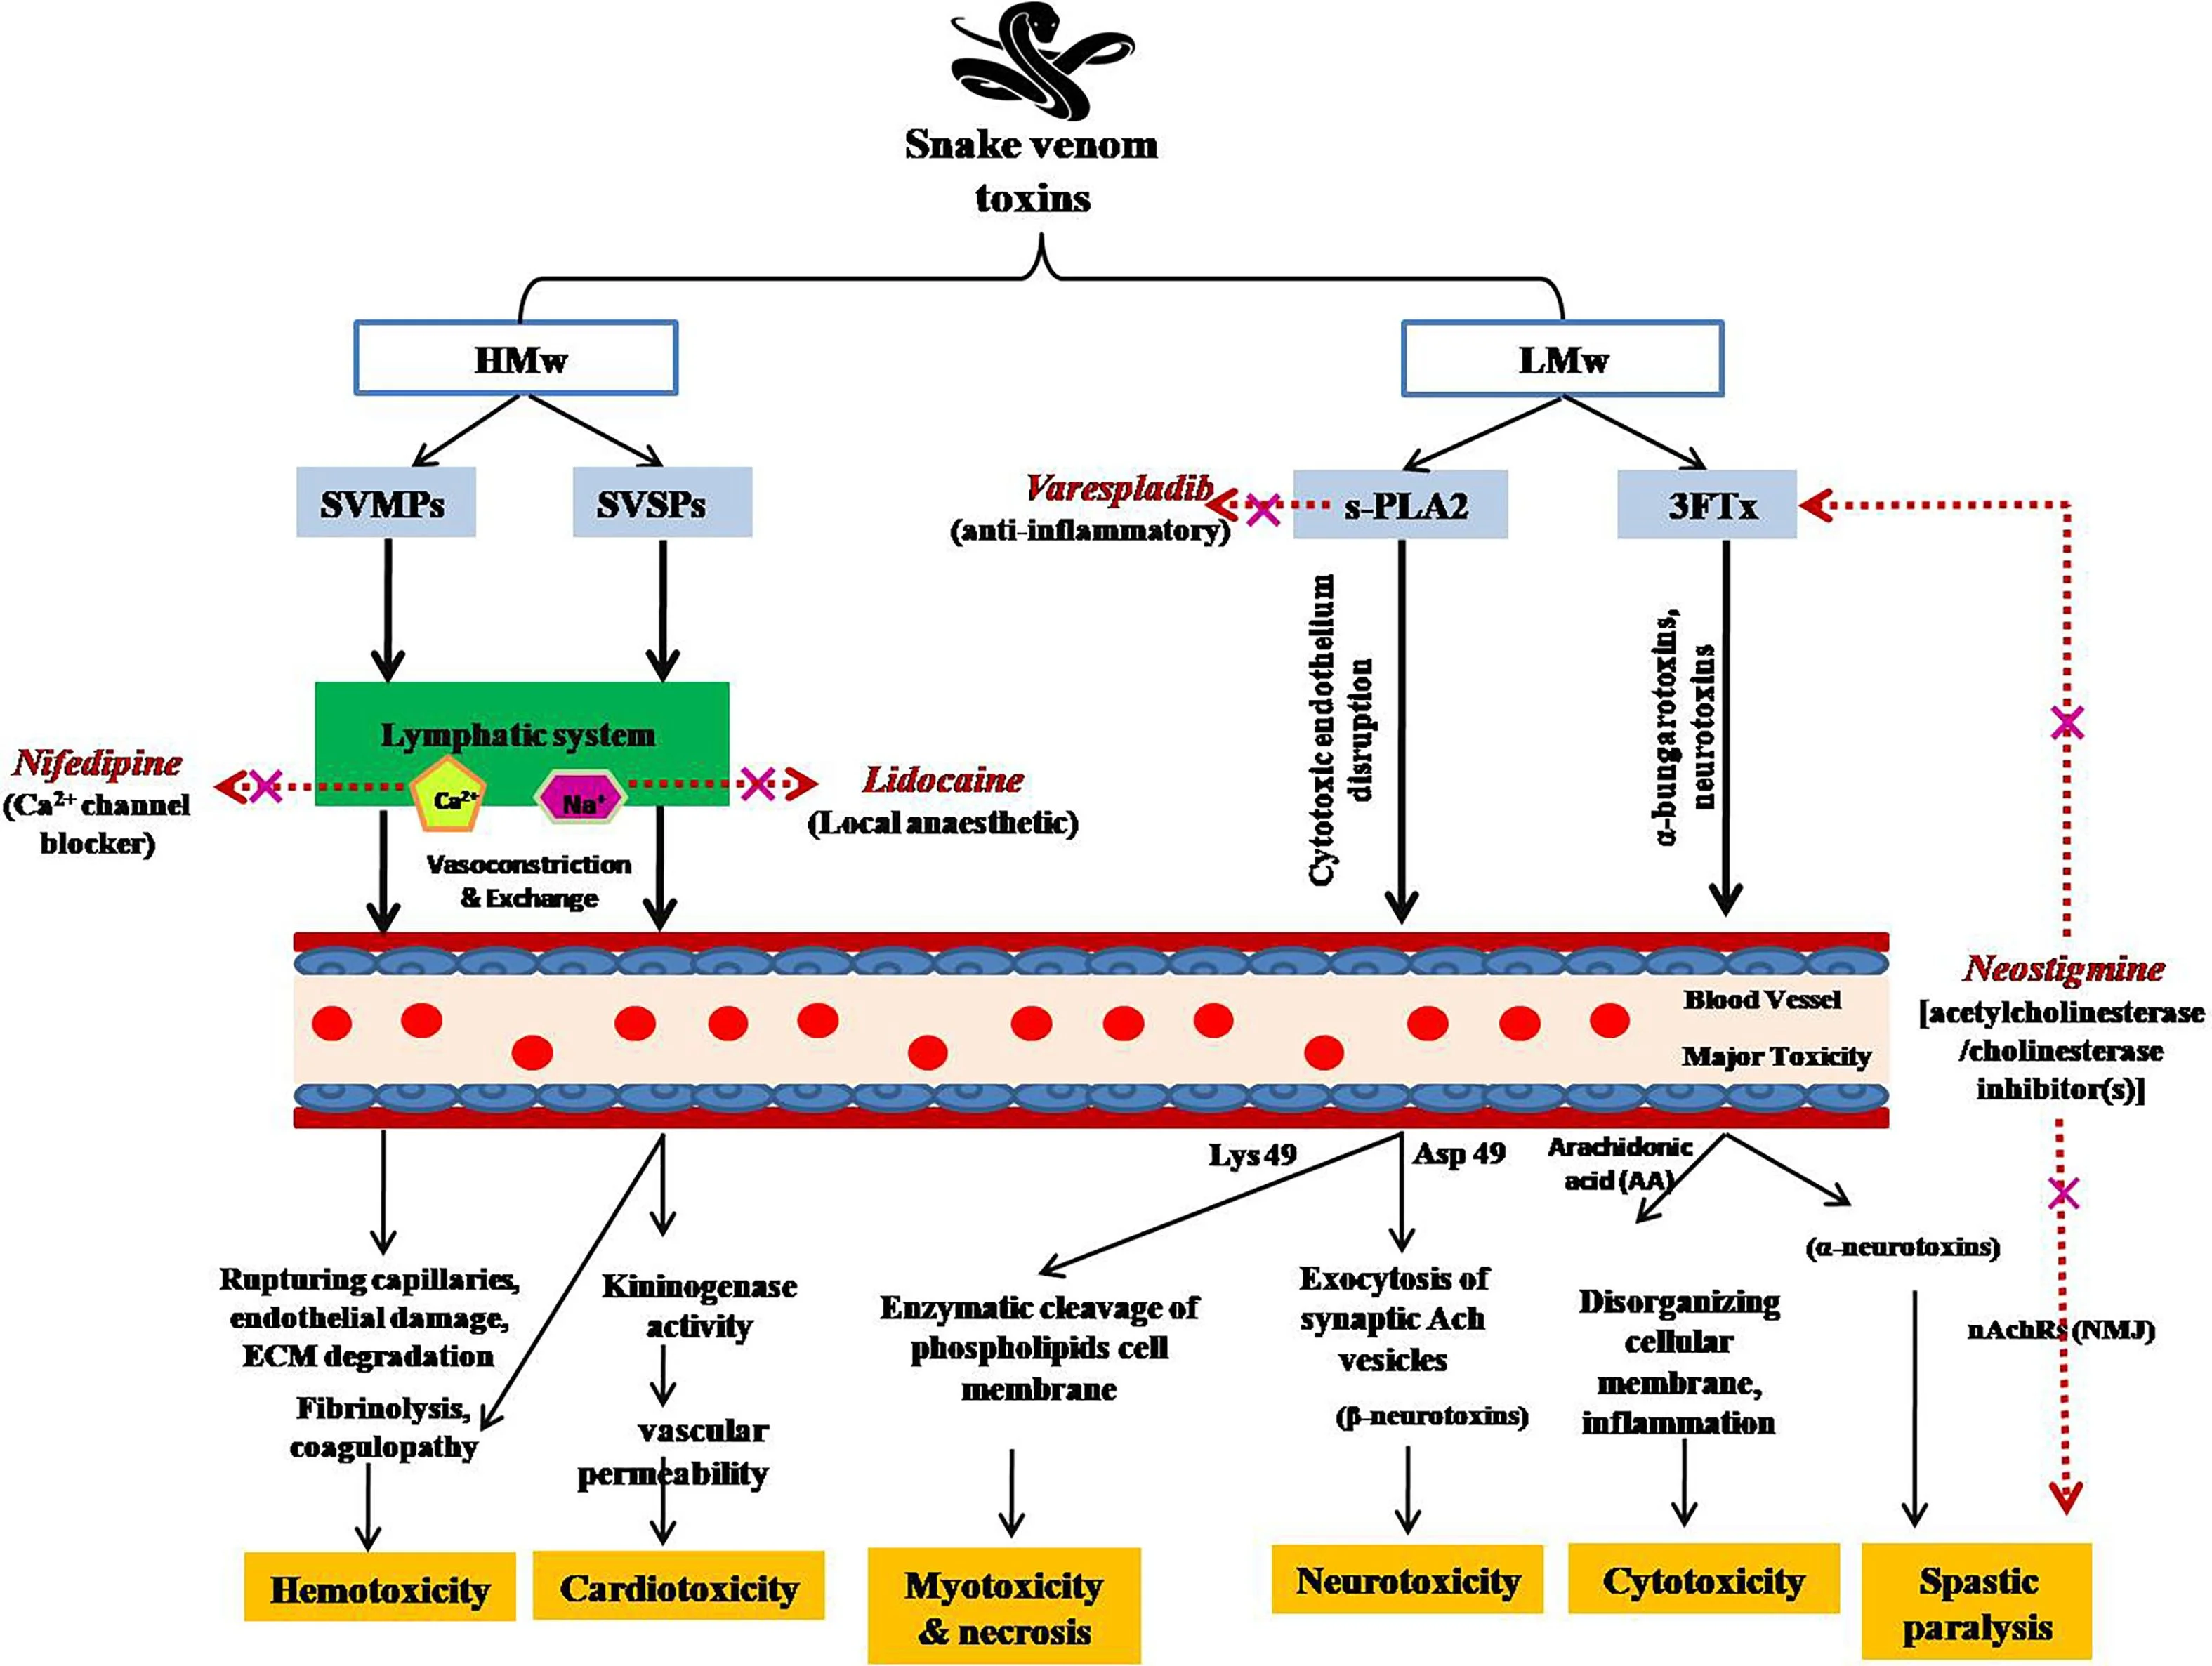 Snake venom
toxins
HMw
LMw
SVMPs
SVSPs
Varespladib
(anti-inflammatory)
s-PLA2
3FTx
Cytotoxic endothelium
disruption
α-bungarotoxins,
neurotoxins
Lymphatic system
Nifedipine
(Ca²⁺ channel
blocker)
Ca²⁺
Na⁺
Lidocaine
(Local anaesthetic)
Vasoconstriction
& Exchange
Blood Vessel
Major Toxicity
Neostigmine
[acetylcholinesterase
/cholinesterase
inhibitor(s)]
Lys 49
Asp 49
Arachidonic
acid (AA)
Rupturing capillaries,
endothelial damage,
ECM degradation
Fibrinolysis,
coagulopathy
Kininogenase
activity
vascular
permeability
Enzymatic cleavage of
phospholipids cell
membrane
Exocytosis of
synaptic Ach
vesicles
(β-neurotoxins)
Disorganizing
cellular
membrane,
inflammation
(α-neurotoxins)
nAchRs (NMJ)
Hemotoxicity
Cardiotoxicity
Myotoxicity
& necrosis
Neurotoxicity
Cytotoxicity
Spastic
paralysis